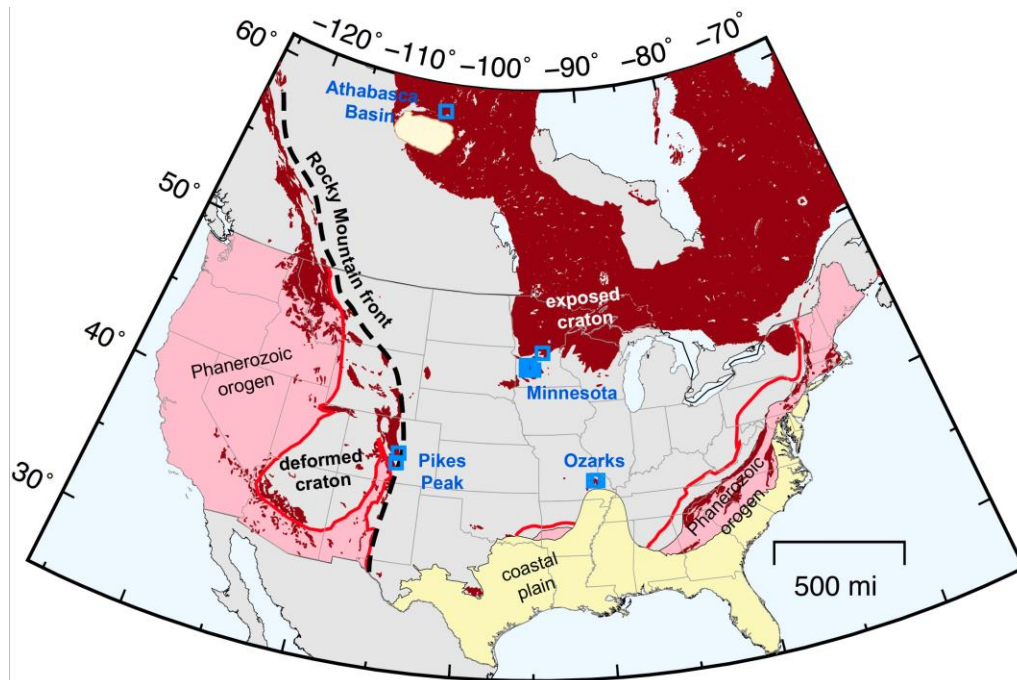 −120°
−110°
−100°
−90°
−80°
−70°
60°
50°
40°
30°
Athabasca
Basin
Rocky Mountain front
exposed
craton
Phanerozoic
orogen
Minnesota
deformed
craton
Pikes
Peak
Ozarks
Phanerozoic
orogen
coastal
plain
500 mi